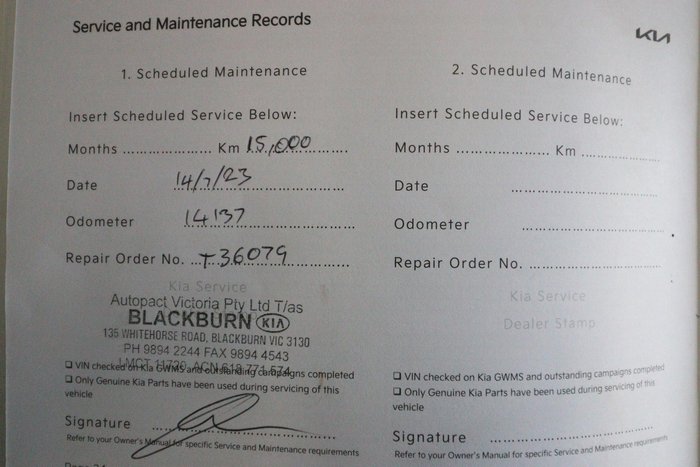 Service and Maintenance Records
KIA
1. Scheduled Maintenance
Insert Scheduled Service Below:
Months .................... Km 15,000
Date 14/7/23
Odometer 14137
Repair Order No. T36079
Kia Service
Autopact Victoria Pty Ltd T/as
BLACKBURN KIA
135 WHITEHORSE ROAD, BLACKBURN VIC 3130
PH 9894 2244 FAX 9894 4543
LMCT 11720 ACN 618 771 574
❏ VIN checked on Kia GWMS and outstanding campaigns completed
❏ Only Genuine Kia Parts have been used during servicing of this
vehicle
Signature
Refer to your Owner's Manual for specific Service and Maintenance requirements
2. Scheduled Maintenance
Insert Scheduled Service Below:
Months .................... Km ....................
Date ....................
Odometer ....................
Repair Order No. ....................
Kia Service
Dealer Stamp
❏ VIN checked on Kia GWMS and outstanding campaigns completed
❏ Only Genuine Kia Parts have been used during servicing of this
vehicle
Signature ....................
Refer to your Owner's Manual for specific Service and Maintenance requirements